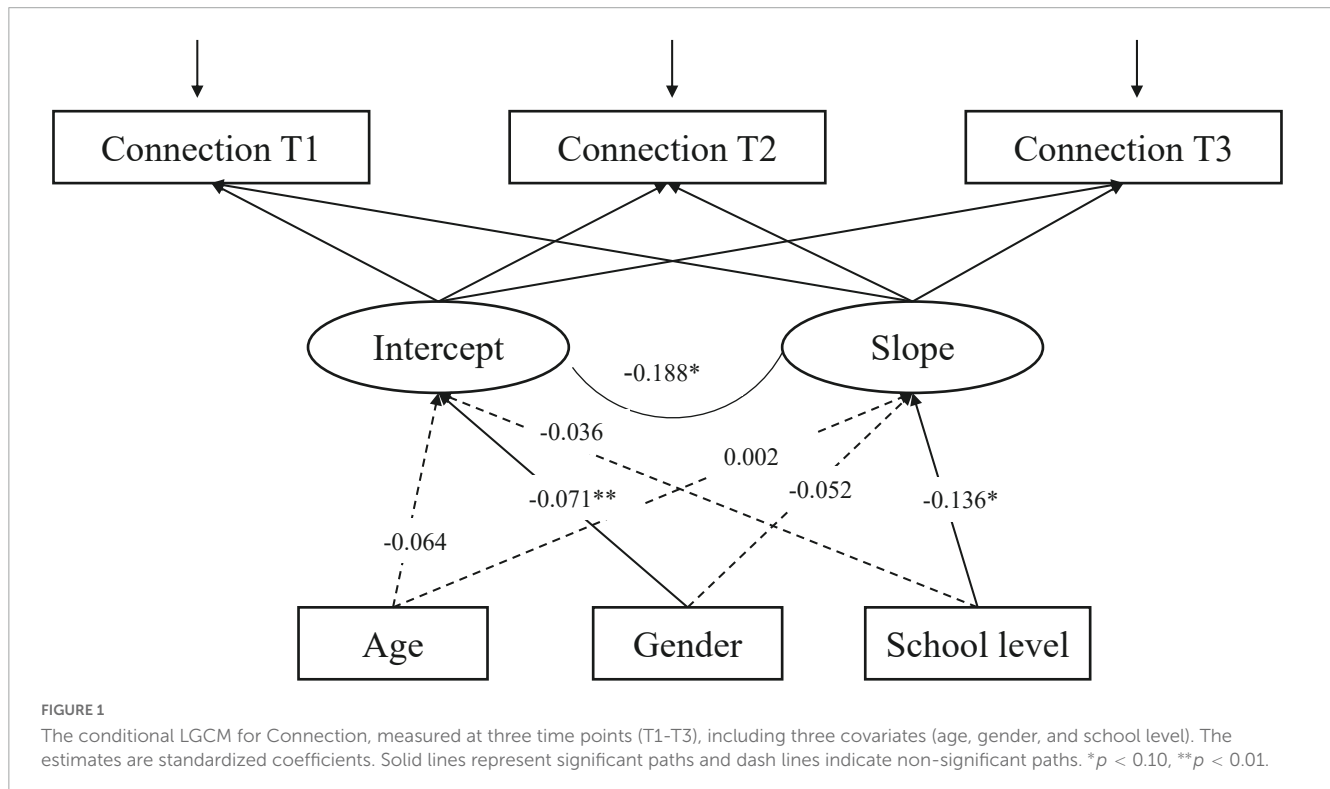 Connection T1
Connection T2
Connection T3
Intercept
Slope
-0.188*
-0.036
0.002
-0.071**
-0.052
-0.136*
-0.064
Age
Gender
School level
FIGURE 1
The conditional LGCM for Connection, measured at three time points (T1-T3), including three covariates (age, gender, and school level). The
estimates are standardized coefficients. Solid lines represent significant paths and dash lines indicate non-significant paths. *p < 0.10, **p < 0.01.